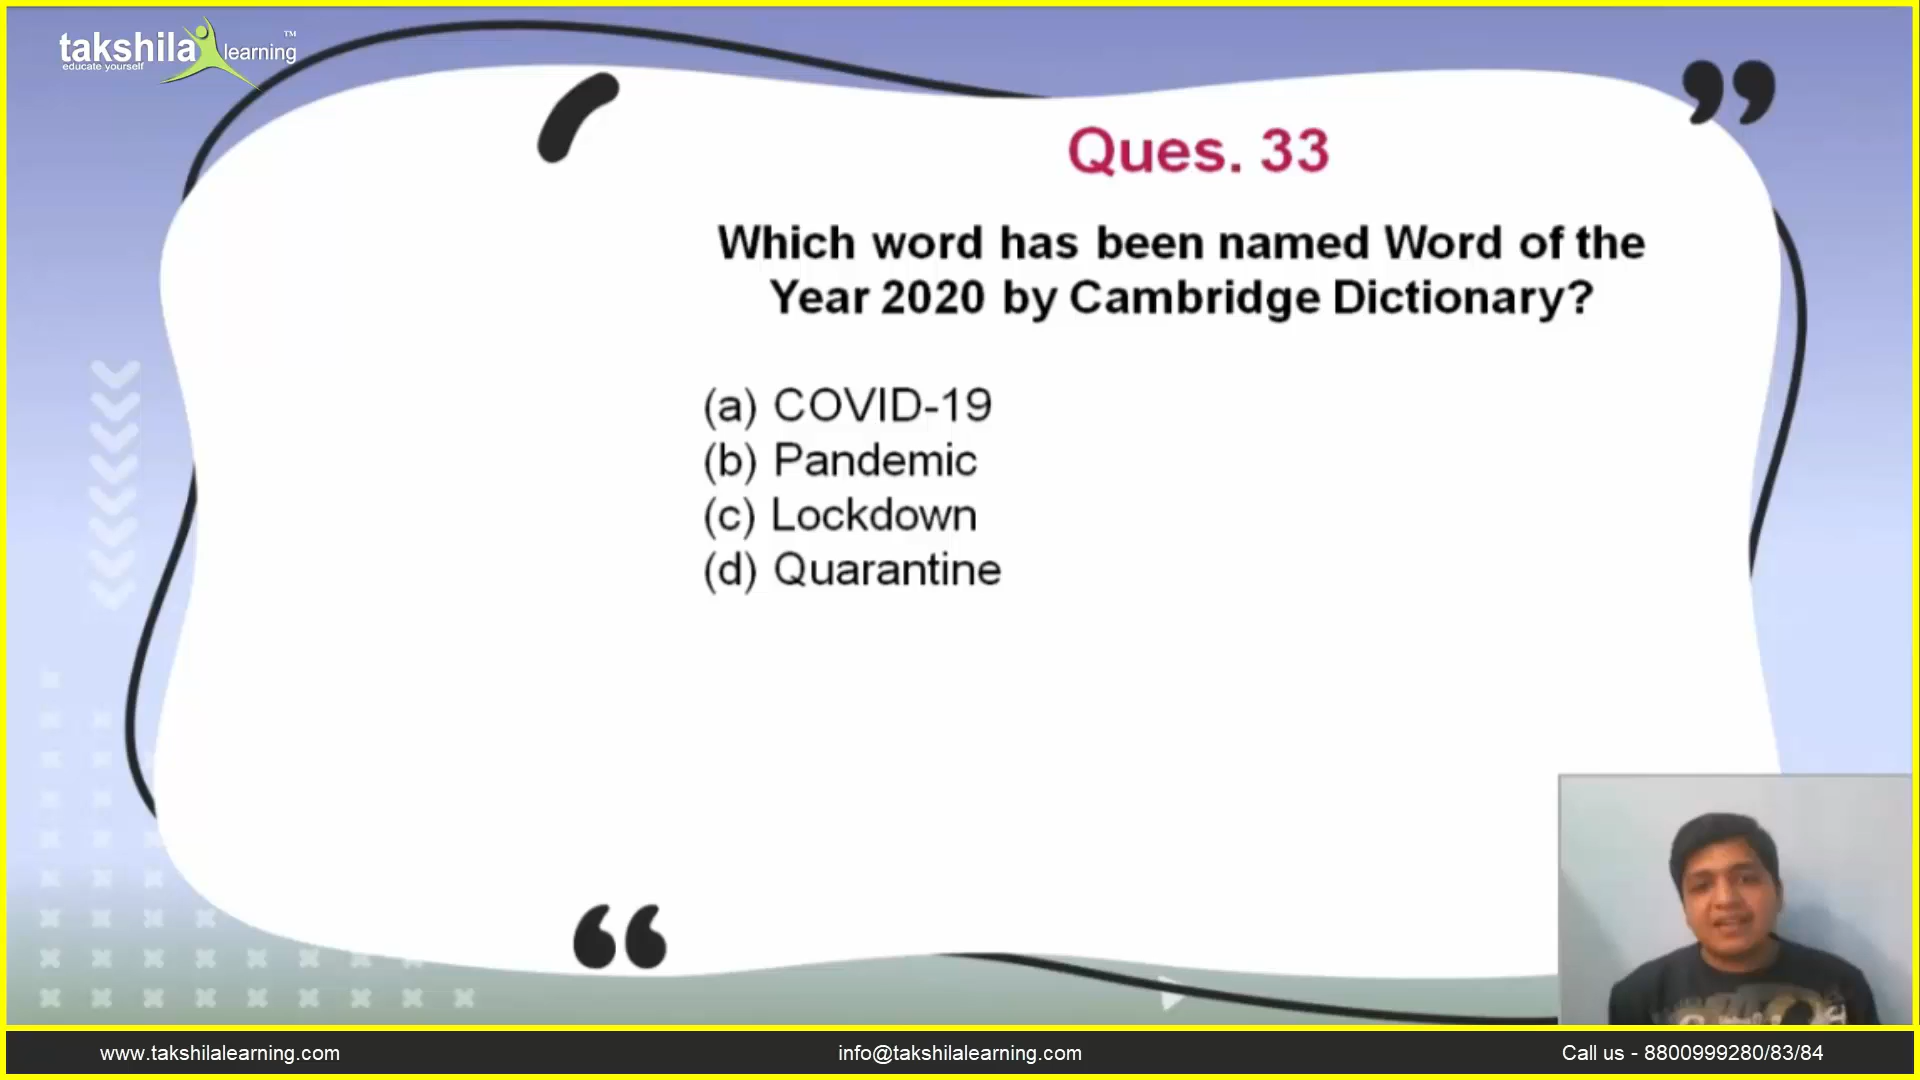 takshila learning™
educate yourself
Ques. 33
Which word has been named Word of the
Year 2020 by Cambridge Dictionary?
(a) COVID-19
(b) Pandemic
(c) Lockdown
(d) Quarantine
www.takshilalearning.com
info@takshilalearning.com
Call us - 8800999280/83/84